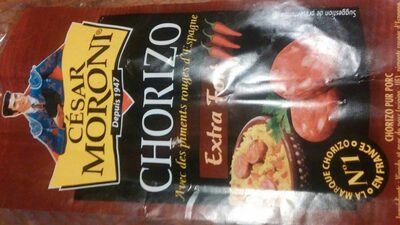 CÉSAR
MORONI
Depuis 1947
CHORIZO
Avec des piments rouges d'Espagne
Extra Fort
Suggestion de présentation
LA MARQUE CHORIZO
N°1
EN FRANCE
CHORIZO PUR PORC